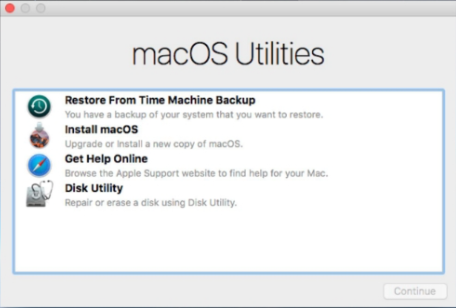 macOS Utilities
Restore From Time Machine Backup
You have a backup of your system that you want to restore.
Install macOS
Upgrade or Install a new copy of macOS.
Get Help Online
Browse the Apple Support website to find help for your Mac.
Disk Utility
Repair or erase a disk using Disk Utility.
Continue